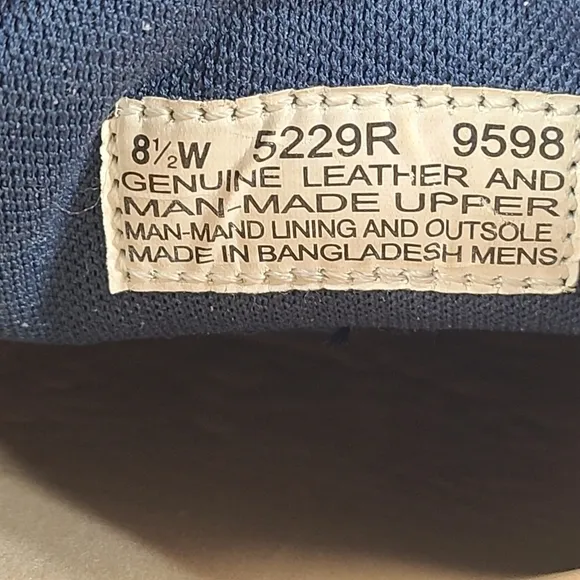 8½W 5229R 9598
GENUINE LEATHER AND
MAN-MADE UPPER
MAN-MAND LINING AND OUTSOLE
MADE IN BANGLADESH MENS